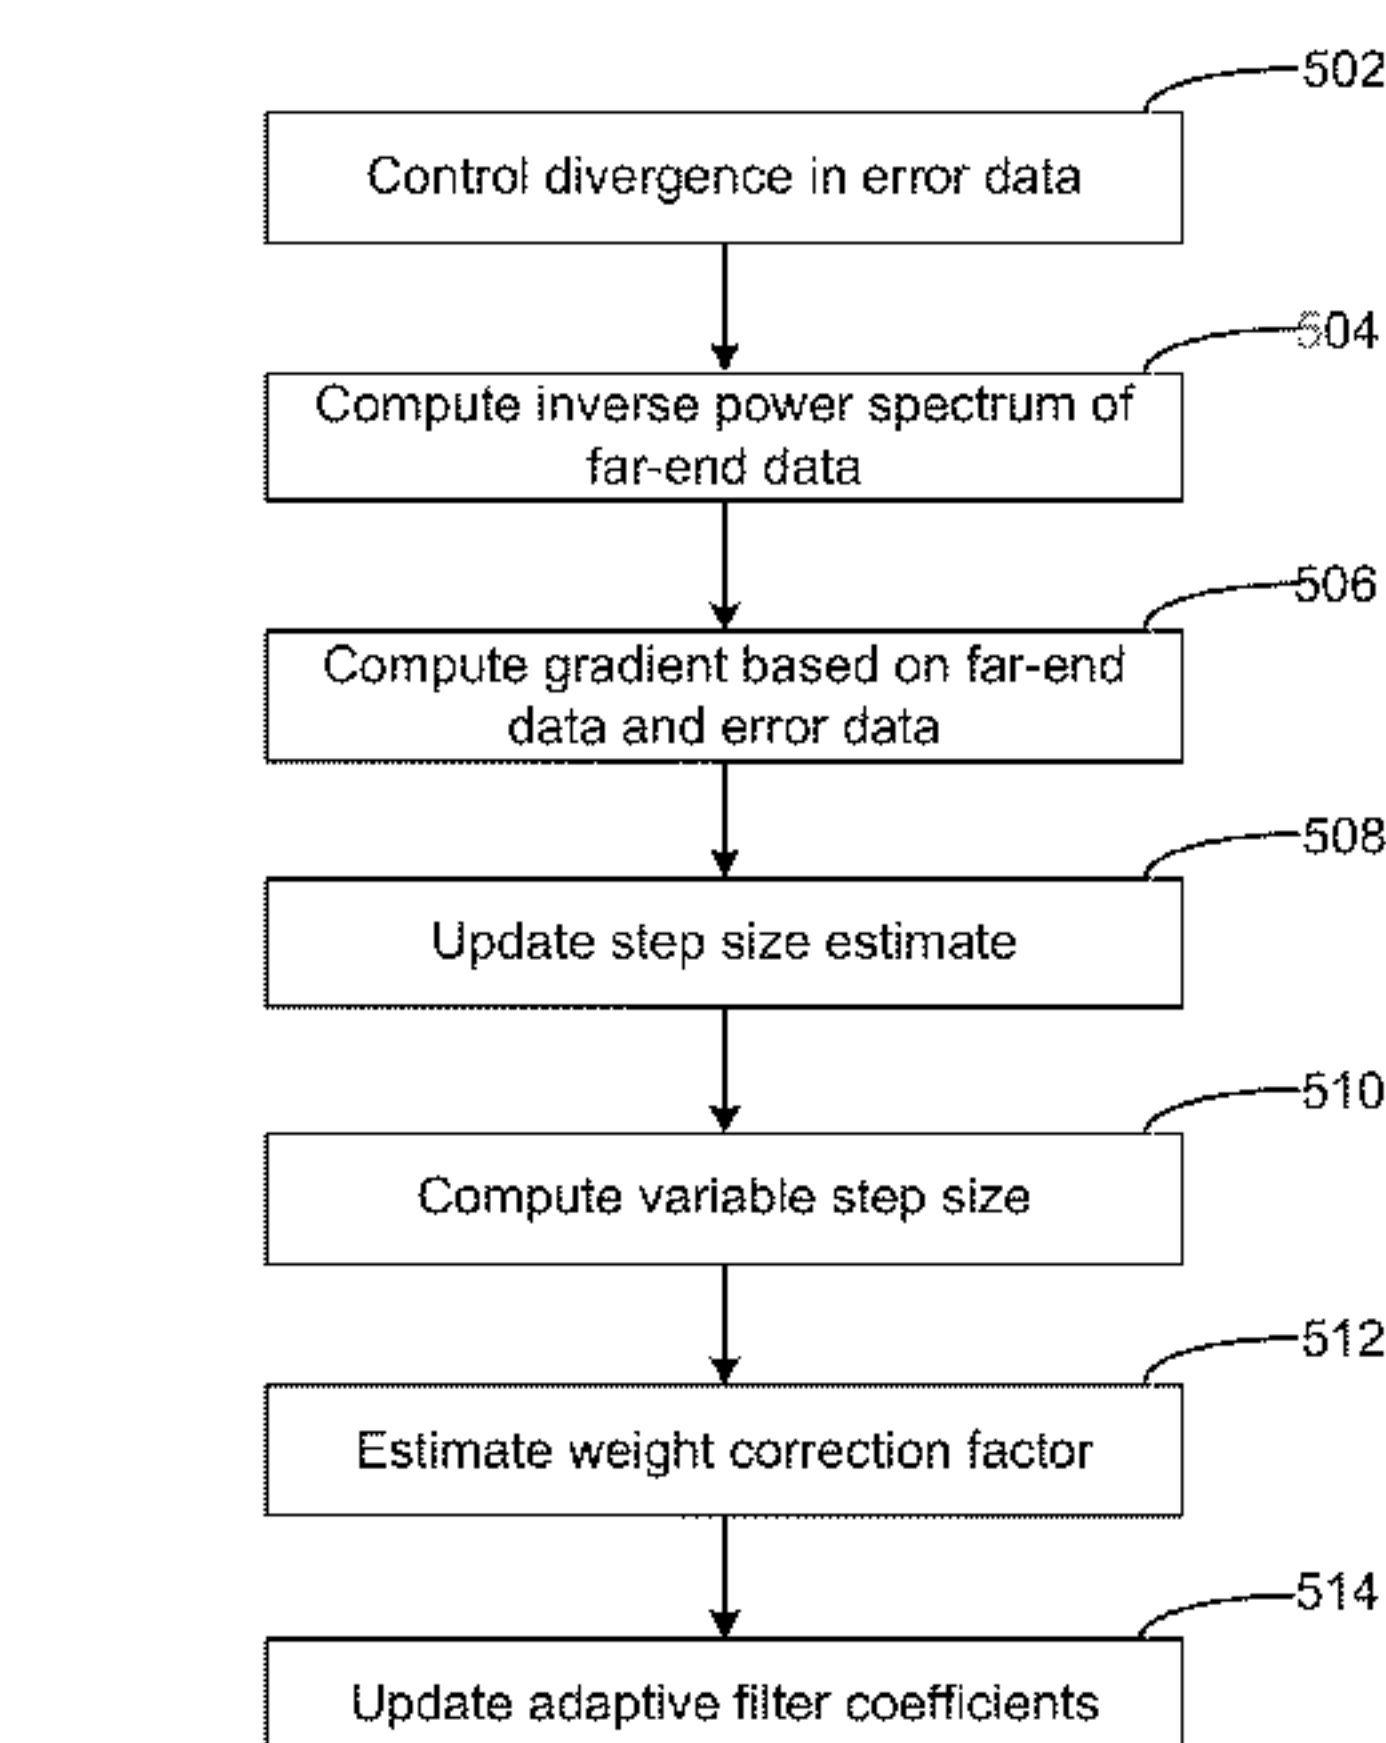 502
Control divergence in error data
504
Compute inverse power spectrum of
far-end data
506
Compute gradient based on far-end
data and error data
508
Update step size estimate
510
Compute variable step size
512
Estimate weight correction factor
514
Update adaptive filter coefficients